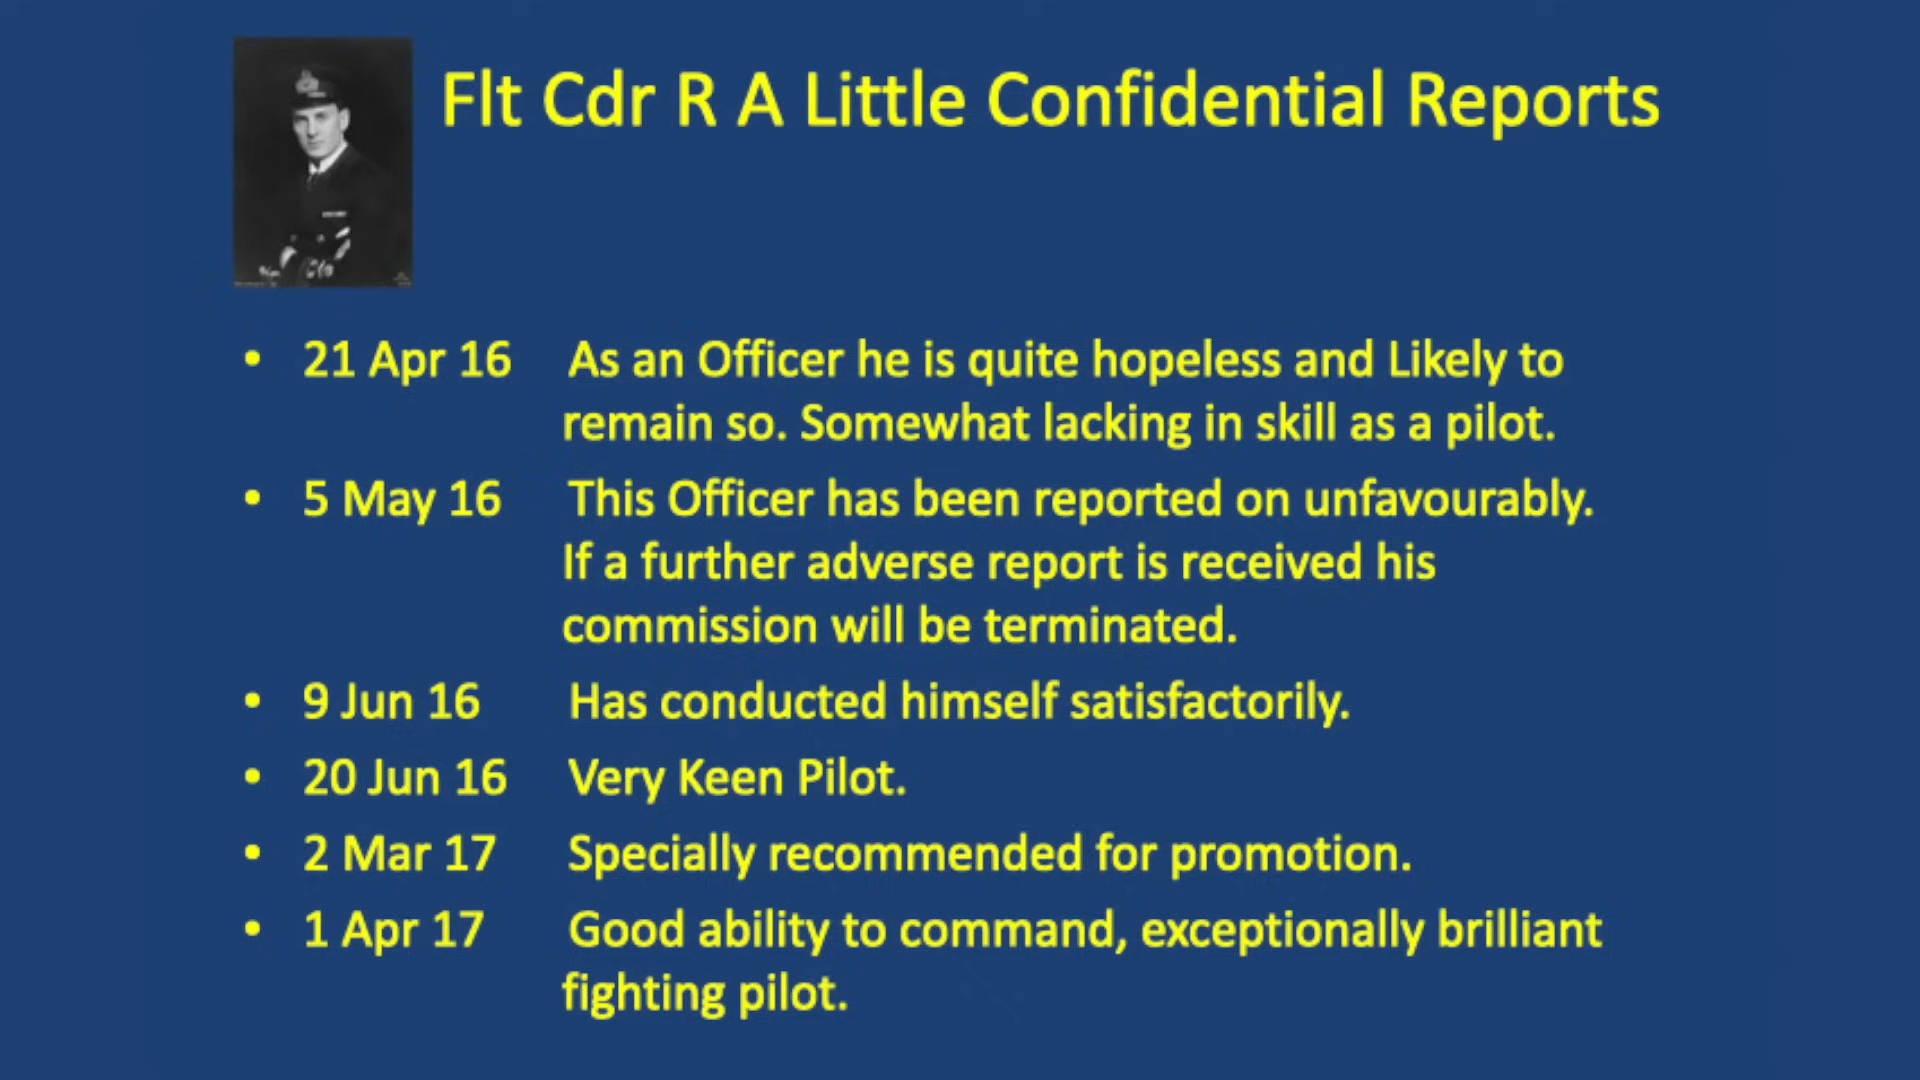 Flt Cdr R A Little Confidential Reports
• 21 Apr 16 As an Officer he is quite hopeless and Likely to
remain so. Somewhat lacking in skill as a pilot.
• 5 May 16 This Officer has been reported on unfavourably.
If a further adverse report is received his
commission will be terminated.
• 9 Jun 16 Has conducted himself satisfactorily.
• 20 Jun 16 Very Keen Pilot.
• 2 Mar 17 Specially recommended for promotion.
• 1 Apr 17 Good ability to command, exceptionally brilliant
fighting pilot.